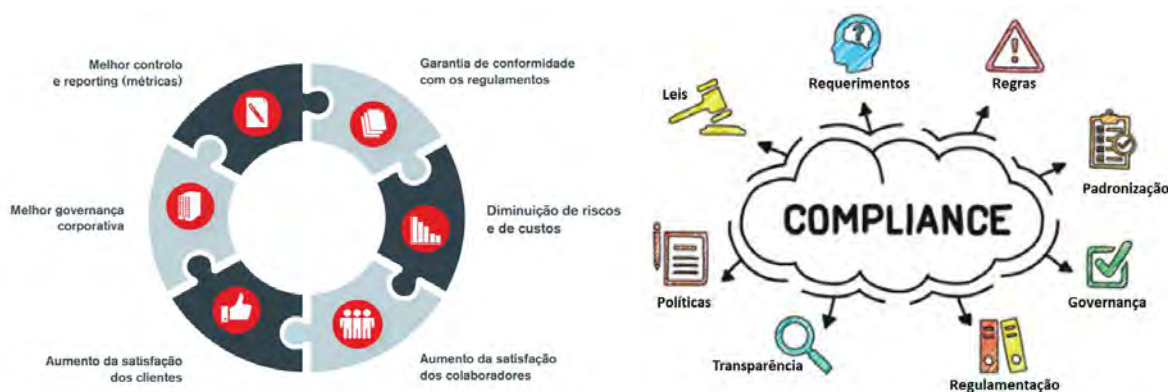 Melhor controlo
e reporting (métricas)
Garantia de conformidade
com os regulamentos
Melhor governança
corporativa
Diminuição de riscos
e de custos
Aumento da satisfação
dos clientes
Aumento da satisfação
dos colaboradores
Leis
Requerimentos
?
Regras
!
Padronização
COMPLIANCE
Políticas
Governança
Transparência
Regulamentação